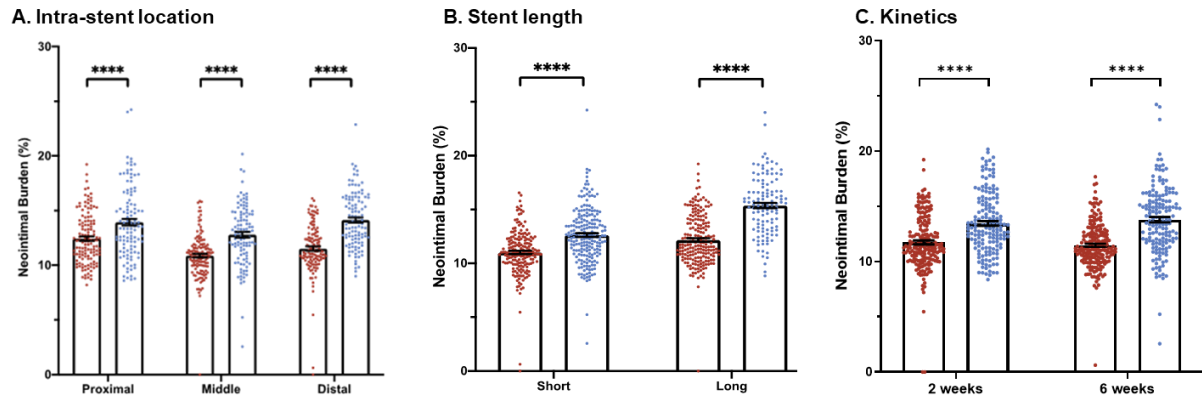 A. Intra-stent location
30
20
10
0
Neointimal Burden (%)
****
****
****
Proximal
Middle
Distal
B. Stent length
30
20
10
0
Neointimal Burden (%)
****
****
Short
Long
C. Kinetics
30
20
10
0
Neointimal Burden (%)
****
****
2 weeks
6 weeks